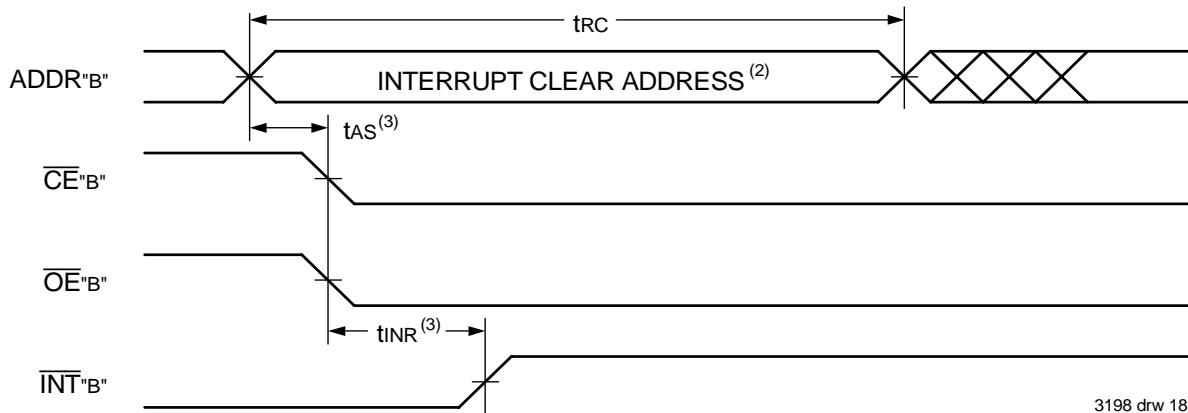 tRC
ADDR"B"
INTERRUPT CLEAR ADDRESS (2)
tAS(3)
CE"B"
OE"B"
tINR(3)
INT"B"
3198 drw 18